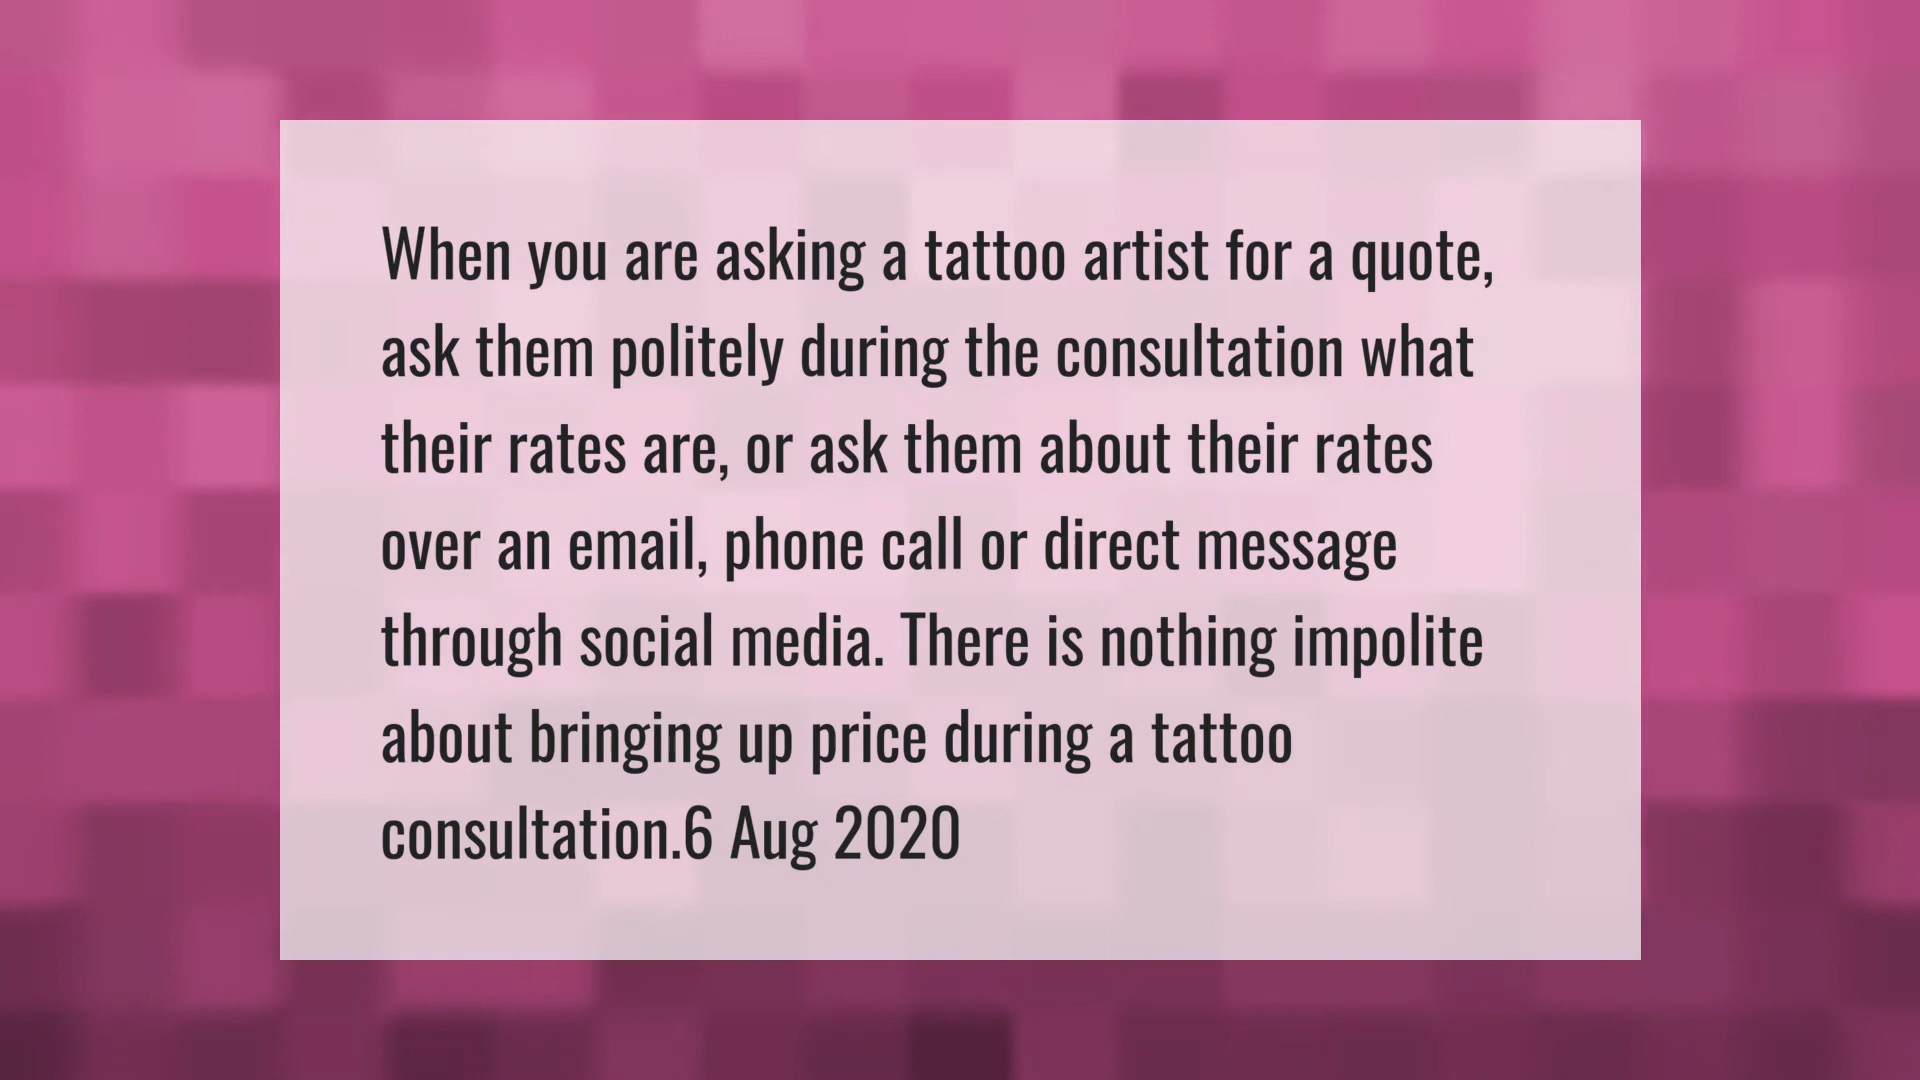 When you are asking a tattoo artist for a quote,
ask them politely during the consultation what
their rates are, or ask them about their rates
over an email, phone call or direct message
through social media. There is nothing impolite
about bringing up price during a tattoo
consultation.6 Aug 2020